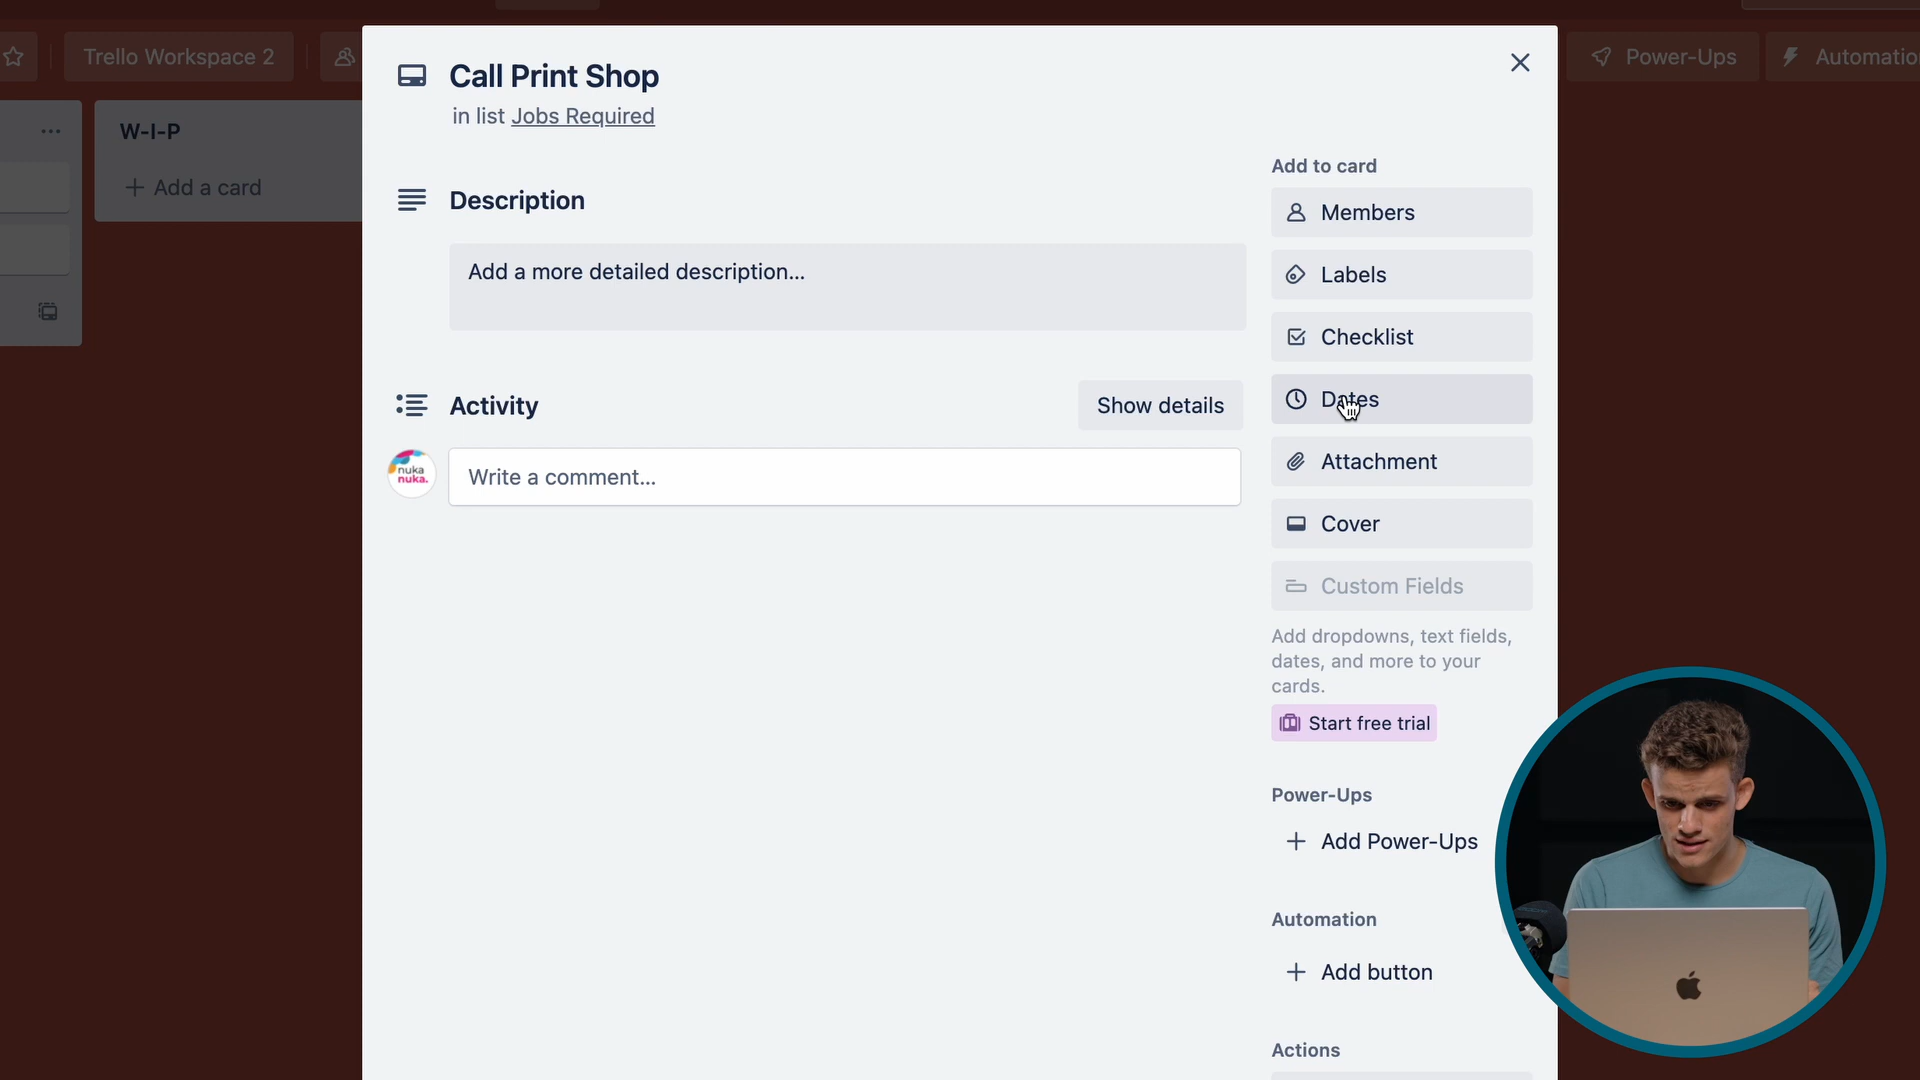 Trello Workspace 2
Power-Ups
Automatio
W-I-P
+ Add a card
Call Print Shop
in list Jobs Required
Description
Add a more detailed description...
Activity
Show details
nuka
nuka.
Write a comment...
Add to card
Members
Labels
Checklist
Dates
Attachment
Cover
Custom Fields
Add dropdowns, text fields,
dates, and more to your
cards.
Start free trial
Power-Ups
+ Add Power-Ups
Automation
+ Add button
Actions